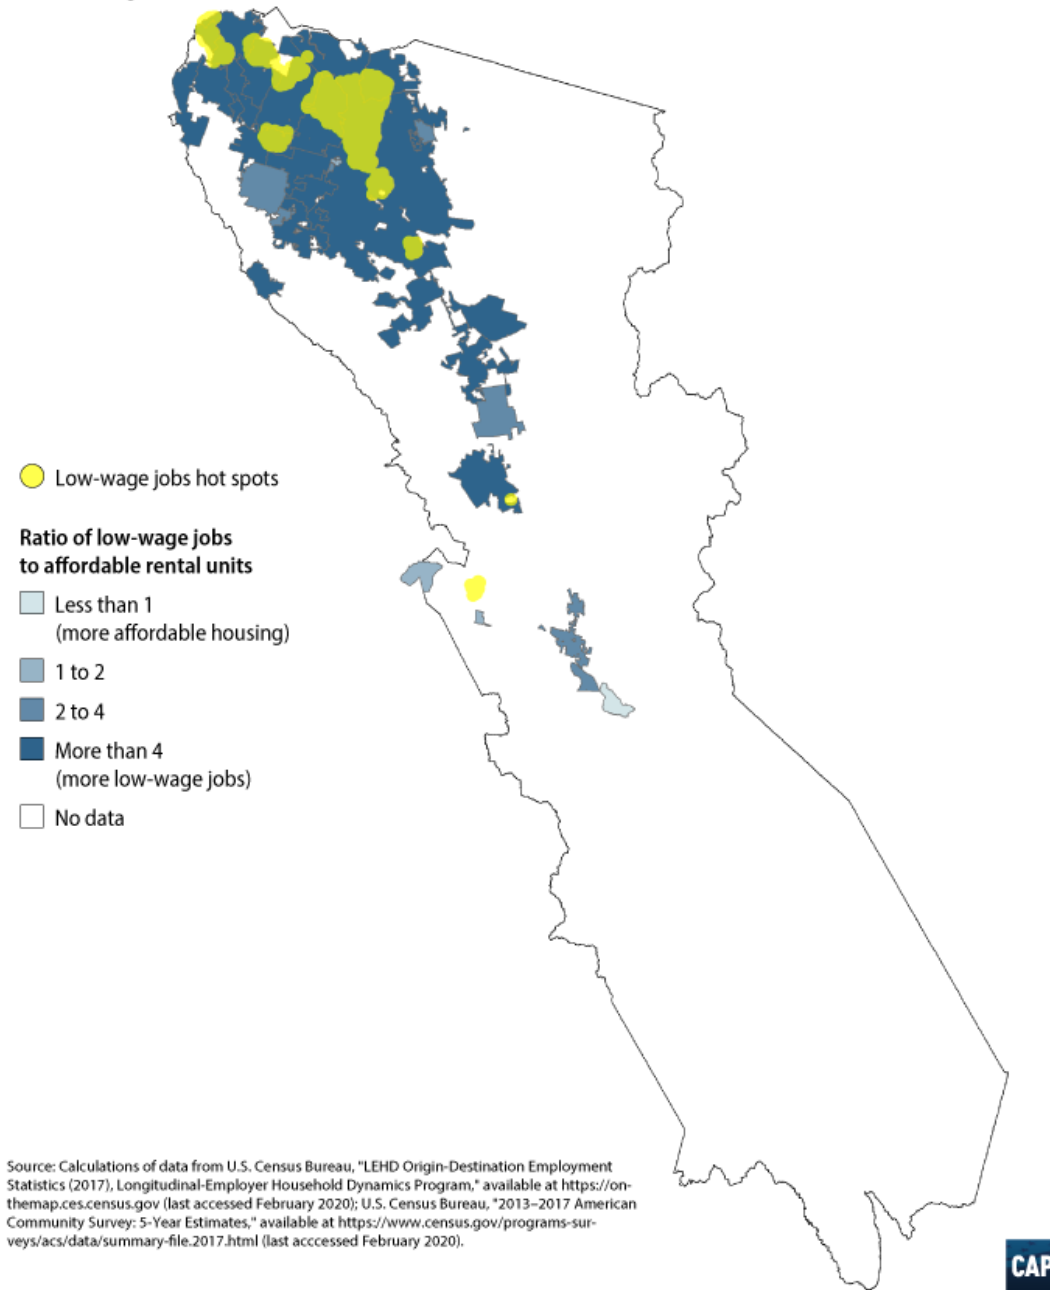 Low-wage jobs hot spots
Ratio of low-wage jobs
to affordable rental units
Less than 1
(more affordable housing)
1 to 2
2 to 4
More than 4
(more low-wage jobs)
No data
Source: Calculations of data from U.S. Census Bureau, "LEHD Origin-Destination Employment
Statistics (2017), Longitudinal-Employer Household Dynamics Program," available at https://on-
themap.ces.census.gov (last accessed February 2020); U.S. Census Bureau, "2013–2017 American
Community Survey: 5-Year Estimates," available at https://www.census.gov/programs-sur-
veys/acs/data/summary-file.2017.html (last acccessed February 2020).
CAP